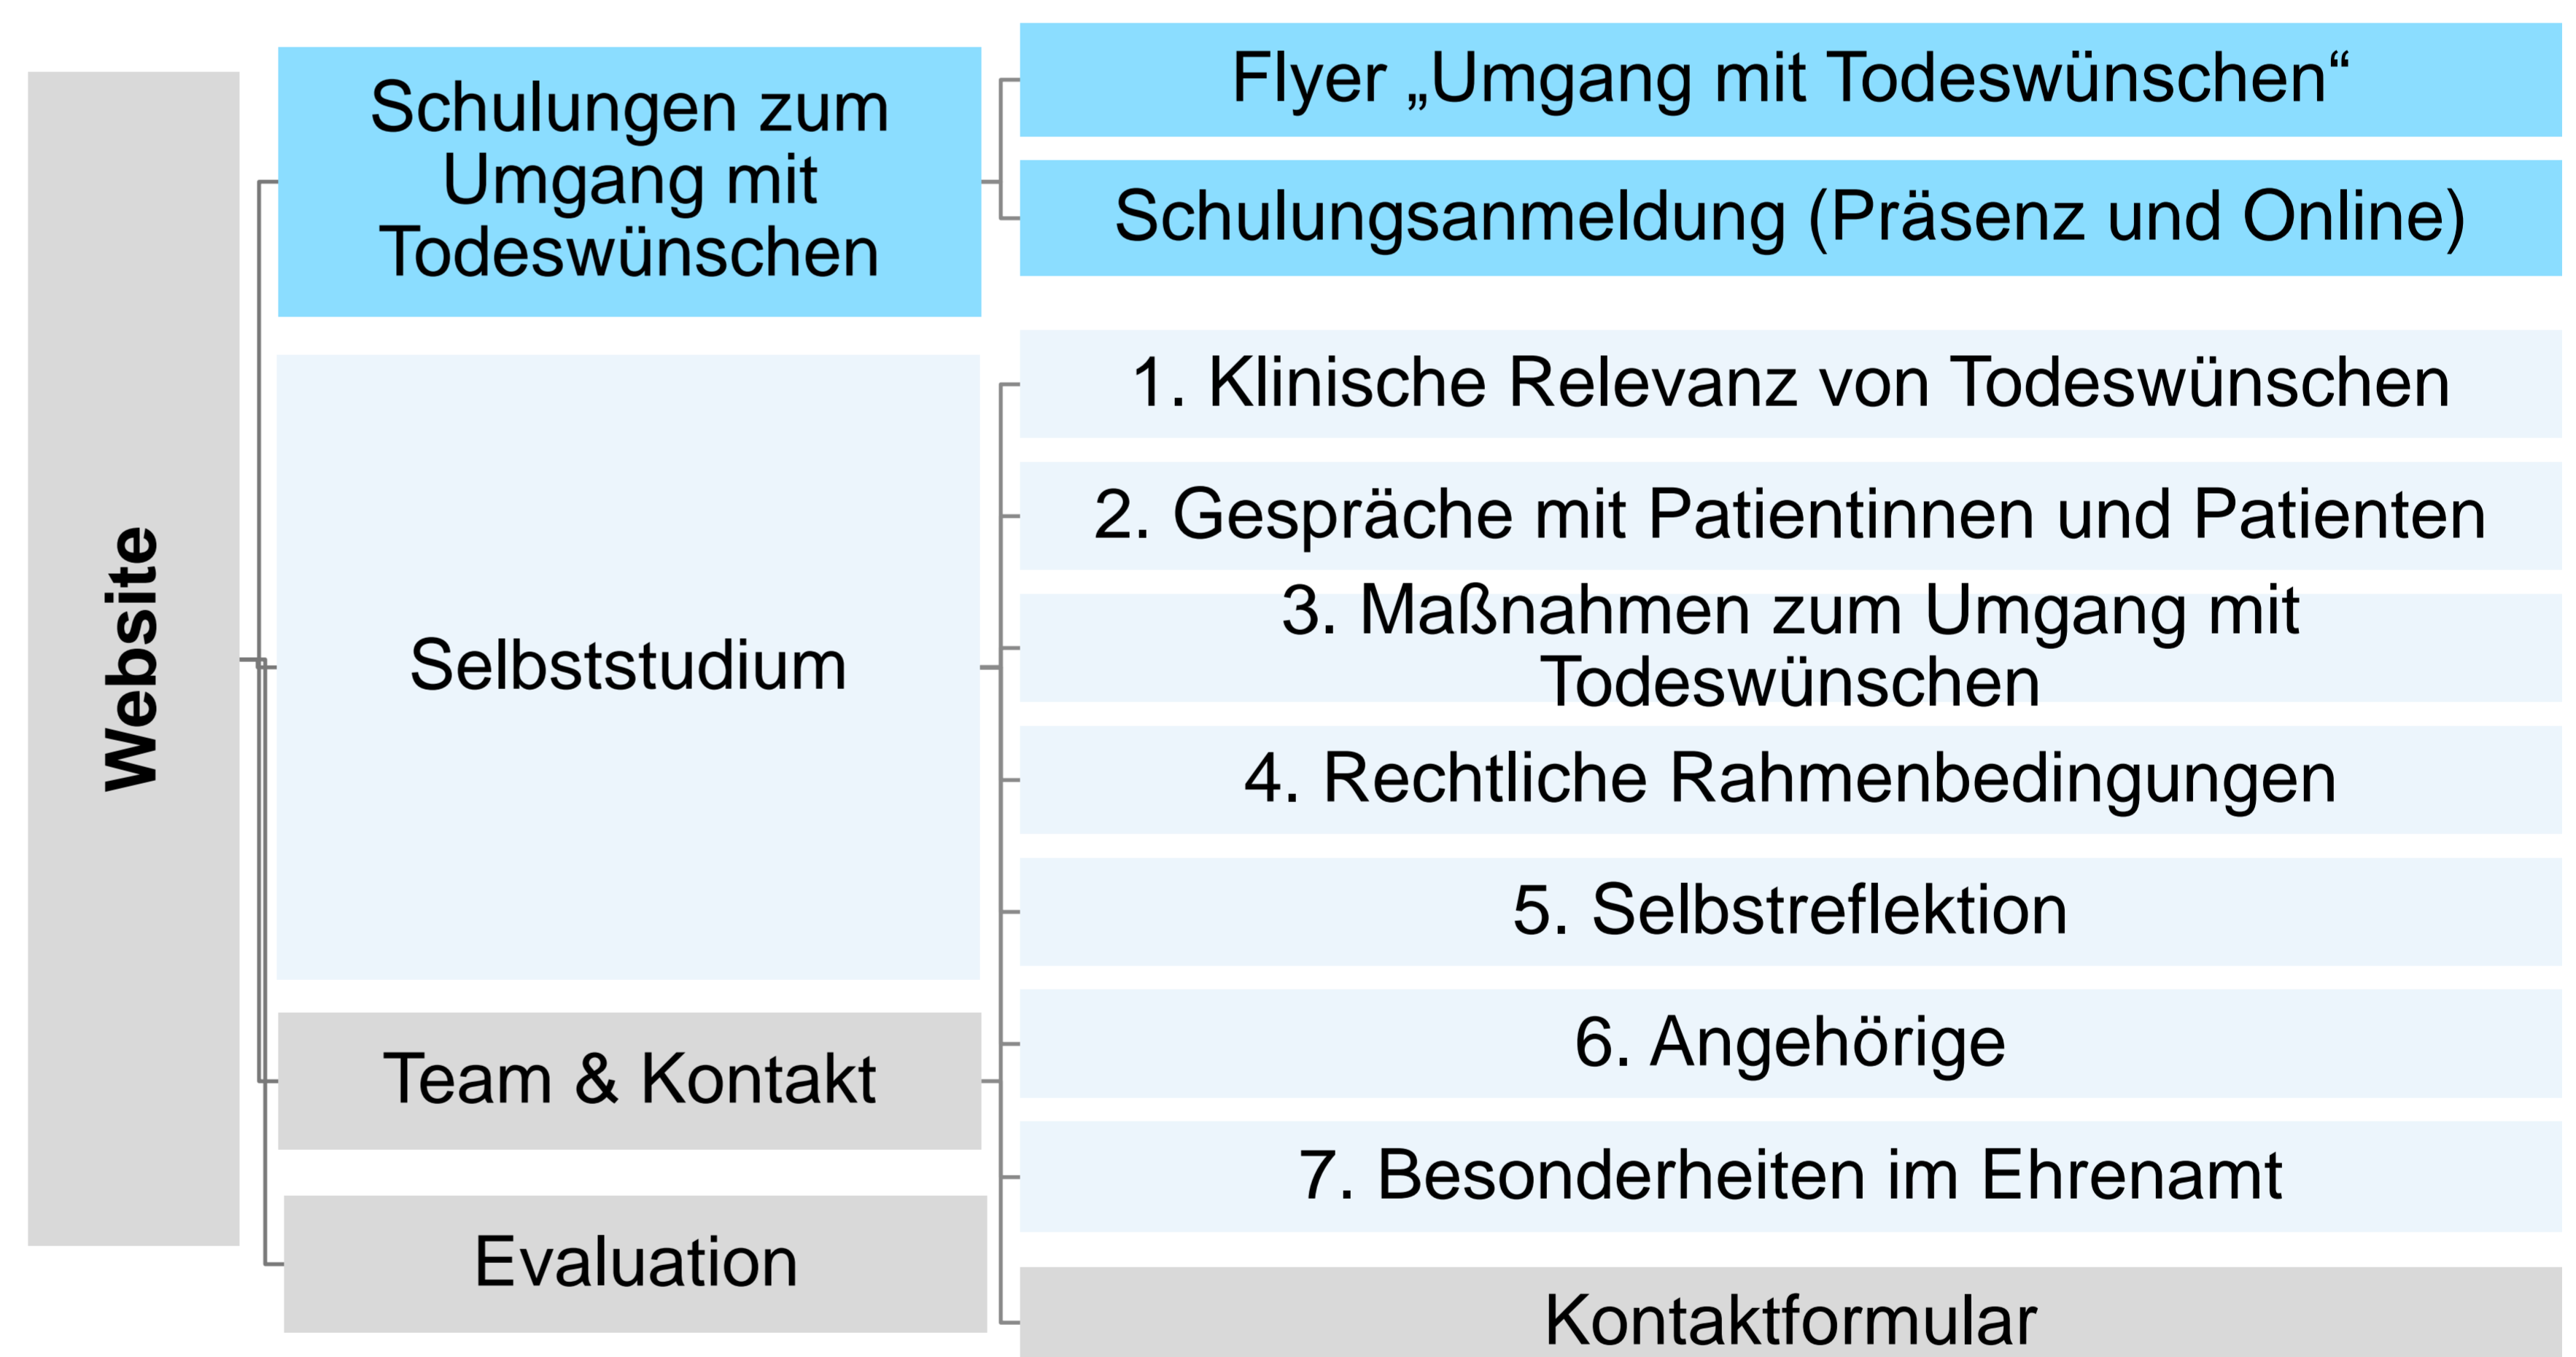 Website
Schulungen zum
Umgang mit
Todeswünschen
Flyer „Umgang mit Todeswünschen“
Schulungsanmeldung (Präsenz und Online)
Selbststudium
1. Klinische Relevanz von Todeswünschen
2. Gespräche mit Patientinnen und Patienten
3. Maßnahmen zum Umgang mit
Todeswünschen
4. Rechtliche Rahmenbedingungen
5. Selbstreflektion
6. Angehörige
7. Besonderheiten im Ehrenamt
Team & Kontakt
Kontaktformular
Evaluation